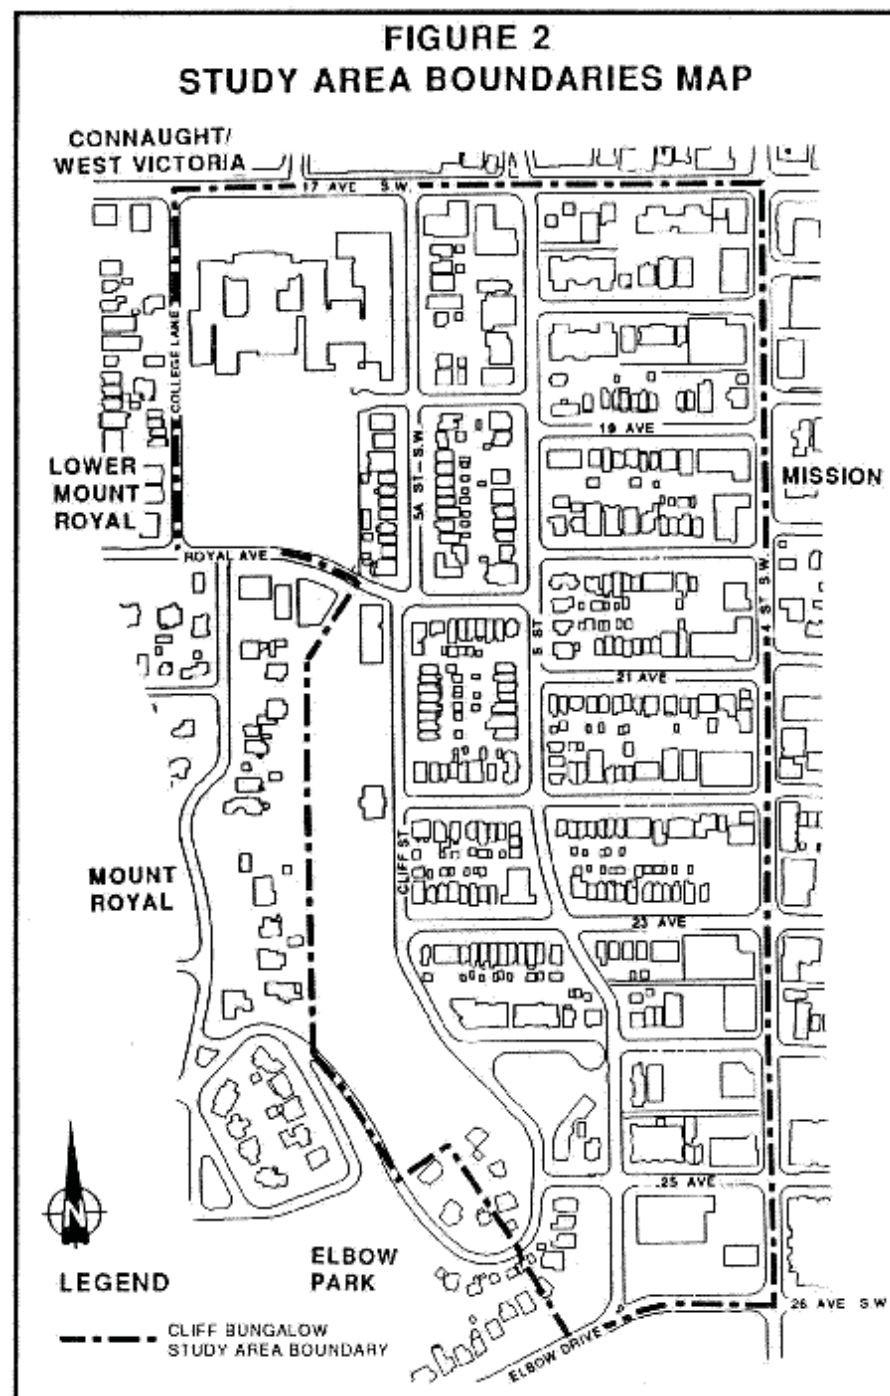 FIGURE 2
STUDY AREA BOUNDARIES MAP
CONNAUGHT/
WEST VICTORIA
17 AVE S.W.
COLLEGE LANE
LOWER
MOUNT
ROYAL
5A ST S.W.
19 AVE
MISSION
ROYAL AVE
4 ST S.W.
5 ST
21 AVE
MOUNT
ROYAL
CLIFF ST
23 AVE
25 AVE
N
ELBOW
PARK
LEGEND
26 AVE S.W
CLIFF BUNGALOW
STUDY AREA BOUNDARY
ELBOW DRIVE